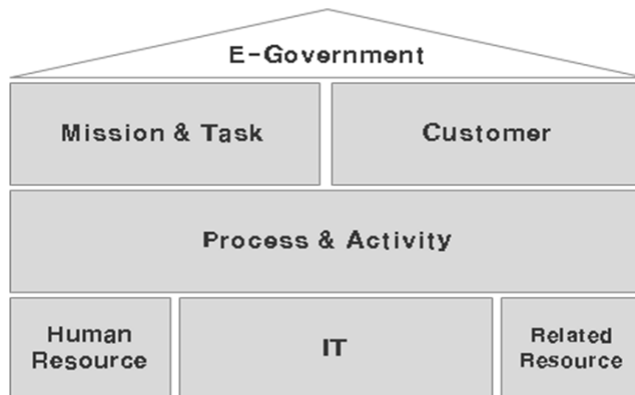 E-Government
Mission & Task
Customer
Process & Activity
Human
Resource
IT
Related
Resource